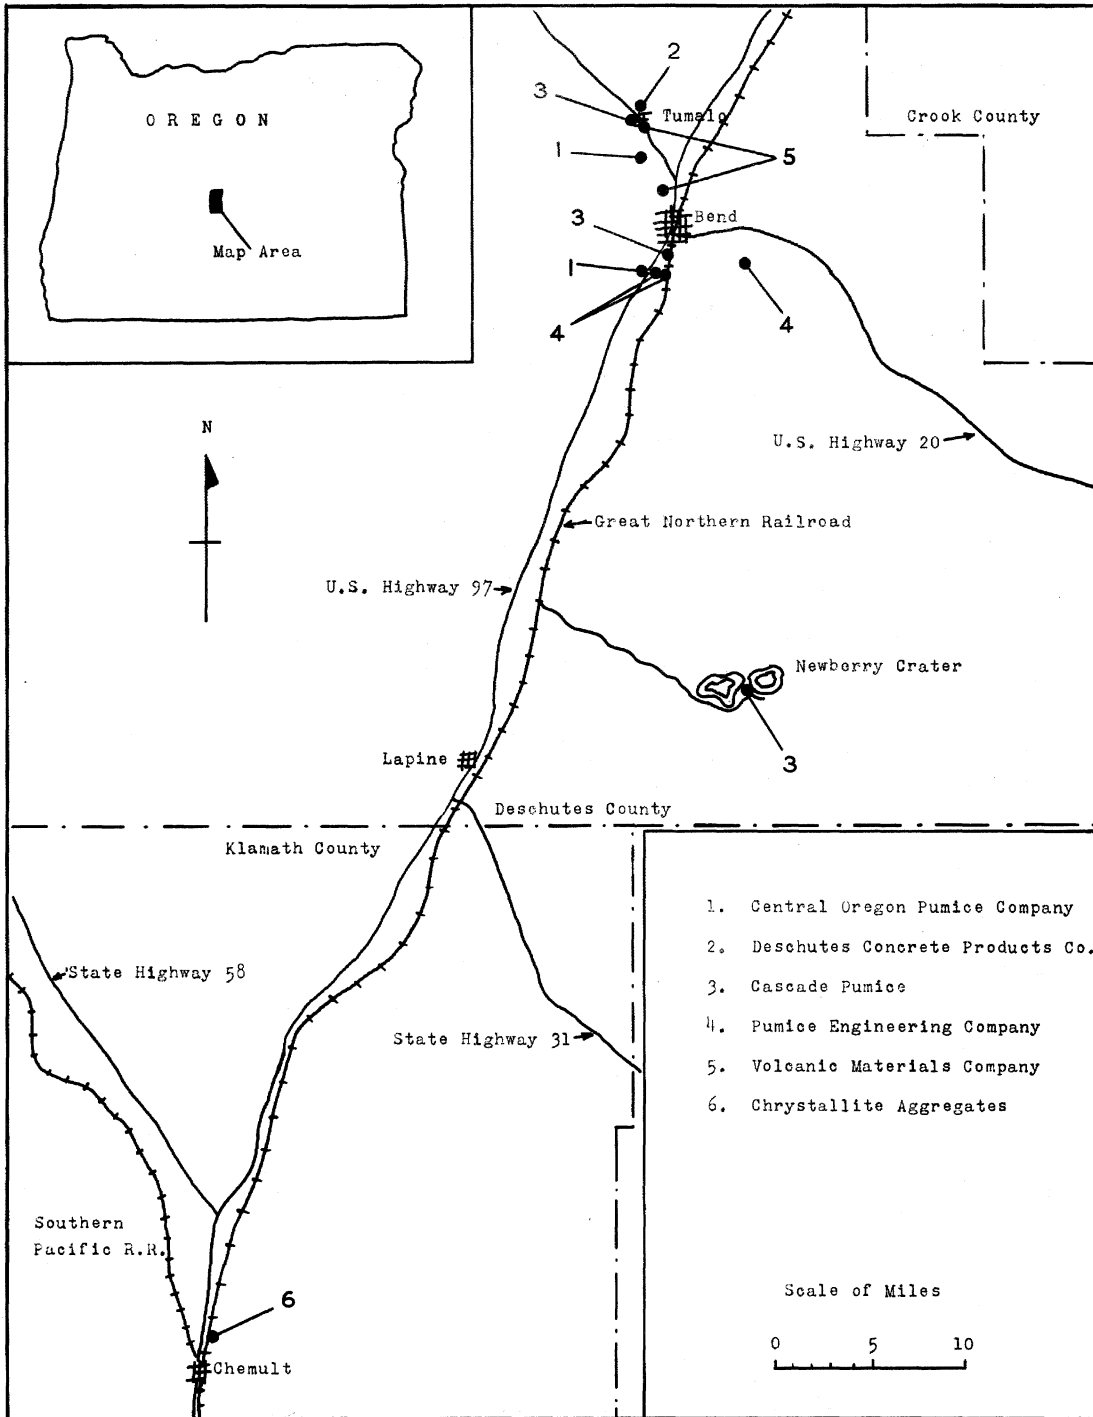 OREGON
Map Area
2
3
Tumalo
Crook County
1
5
3
Bend
1
4
4
N
U.S. Highway 20
Great Northern Railroad
U.S. Highway 97
Newberry Crater
Lapine
3
Deschutes County
Klamath County
1. Central Oregon Pumice Company
2. Deschutes Concrete Products Co.
3. Cascade Pumice
4. Pumice Engineering Company
5. Volcanic Materials Company
6. Chrystallite Aggregates
State Highway 58
State Highway 31
Southern
Pacific R.R.
6
Chemult
Scale of Miles
0 5 10